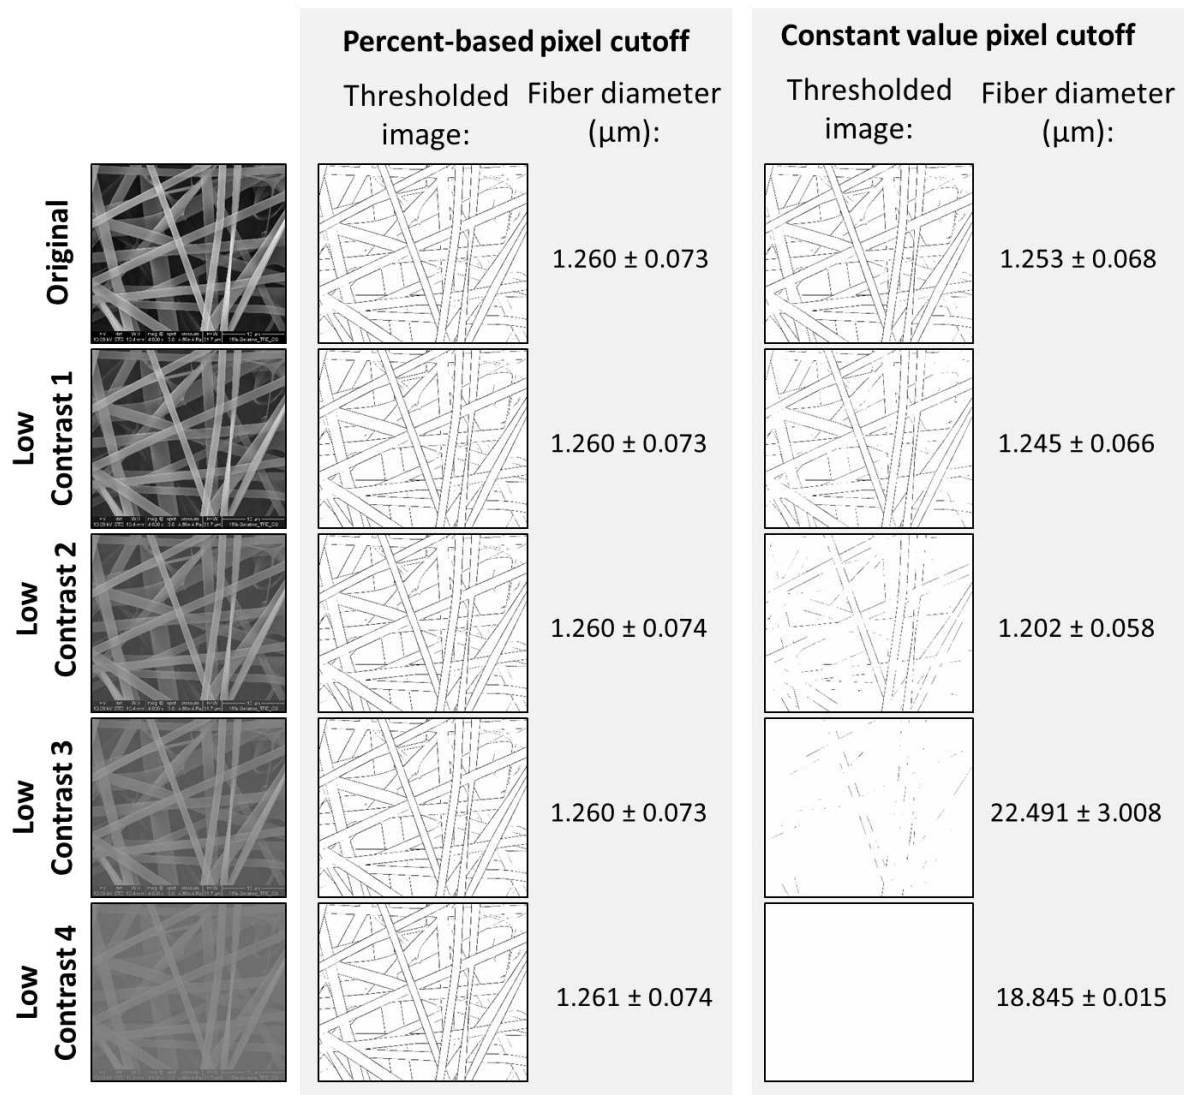 Percent-based pixel cutoff
Constant value pixel cutoff
Thresholded
image:
Fiber diameter
(µm):
Thresholded
image:
Fiber diameter
(µm):
Original
1.260 ± 0.073
1.253 ± 0.068
Low
Contrast 1
1.260 ± 0.073
1.245 ± 0.066
Low
Contrast 2
1.260 ± 0.074
1.202 ± 0.058
Low
Contrast 3
1.260 ± 0.073
22.491 ± 3.008
Low
Contrast 4
1.261 ± 0.074
18.845 ± 0.015